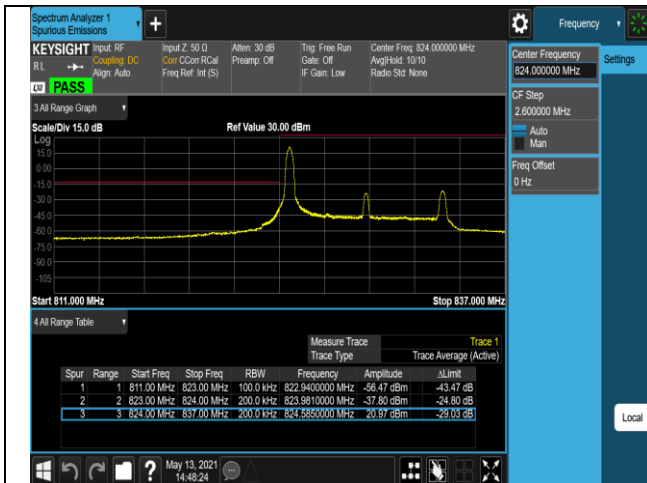 Spectrum Analyzer 1
Spurious Emissions
+
Frequency
KEYSIGHT
RL
LXI PASS
Input: RF
Coupling: DC
Align: Auto
Input Z: 50 Ω
Corr CCorr RCal
Freq Ref: Int (S)
Atten: 30 dB
Preamp: Off
Trig: Free Run
Gate: Off
IF Gain: Low
Center Freq: 824.000000 MHz
Avg|Hold: 10/10
Radio Std: None
Center Frequency
824.000000 MHz
Settings
CF Step
2.600000 MHz
Auto
Man
Freq Offset
0 Hz
3 All Range Graph
Scale/Div 15.0 dB
Ref Value 30.00 dBm
Log
15.0
0.00
-15.0
-30.0
-45.0
-60.0
-75.0
-90.0
-105
Start 811.000 MHz
Stop 837.000 MHz
4 All Range Table
Measure Trace Trace 1
Trace Type Trace Average (Active)
Spur Range Start Freq Stop Freq RBW Frequency Amplitude ΔLimit
1 1 811.00 MHz 823.00 MHz 100.0 kHz 822.9400000 MHz -56.47 dBm -43.47 dB
2 2 823.00 MHz 824.00 MHz 200.0 kHz 823.9810000 MHz -37.80 dBm -24.80 dB
3 3 824.00 MHz 837.00 MHz 200.0 kHz 824.5850000 MHz 20.97 dBm -29.03 dB
Local
?
May 13, 2021
14:48:24